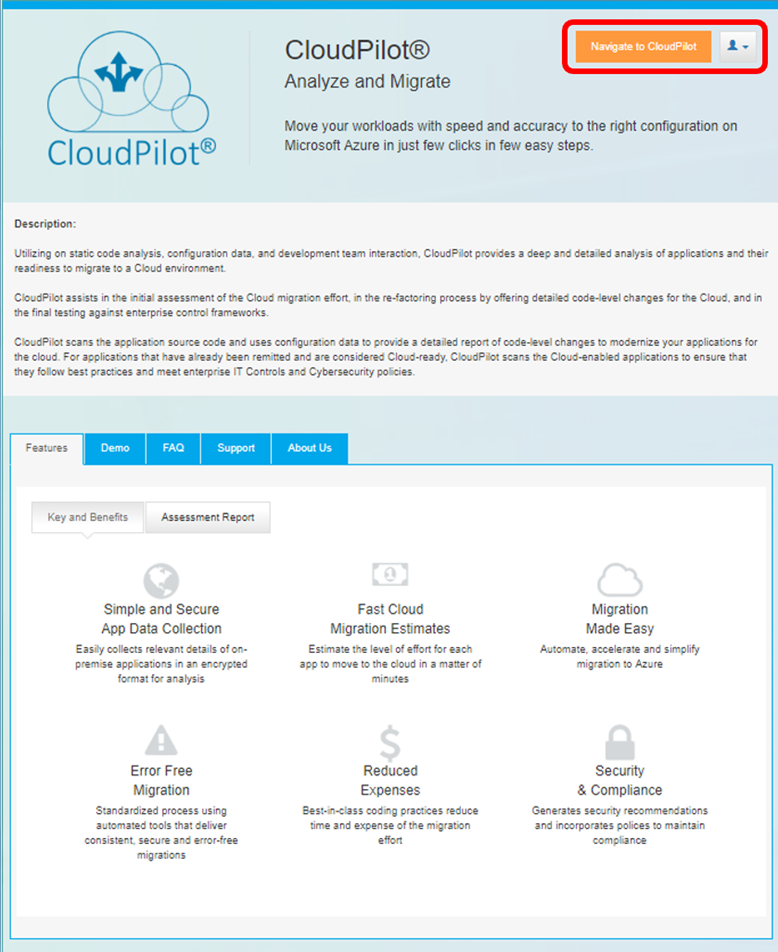 CloudPilot®
CloudPilot®
Analyze and Migrate
Navigate to CloudPilot
Move your workloads with speed and accuracy to the right configuration on
Microsoft Azure in just few clicks in few easy steps.
Description:
Utilizing on static code analysis, configuration data, and development team interaction, CloudPilot provides a deep and detailed analysis of applications and their
readiness to migrate to a Cloud environment.
CloudPilot assists in the initial assessment of the Cloud migration effort, in the re-factoring process by offering detailed code-level changes for the Cloud, and in
the final testing against enterprise control frameworks.
CloudPilot scans the application source code and uses configuration data to provide a detailed report of code-level changes to modernize your applications for
the cloud. For applications that have already been remitted and are considered Cloud-ready, CloudPilot scans the Cloud-enabled applications to ensure that
they follow best practices and meet enterprise IT Controls and Cybersecurity policies.
Features
Demo
FAQ
Support
About Us
Key and Benefits
Assessment Report
Simple and Secure
App Data Collection
Easily collects relevant details of on-
premise applications in an encrypted
format for analysis
Fast Cloud
Migration Estimates
Estimate the level of effort for each
app to move to the cloud in a matter of
minutes
Migration
Made Easy
Automate, accelerate and simplify
migration to Azure
Error Free
Migration
Standardized process using
automated tools that deliver
consistent, secure and error-free
migrations
Reduced
Expenses
Best-in-class coding practices reduce
time and expense of the migration
effort
Security
& Compliance
Generates security recommendations
and incorporates polices to maintain
compliance